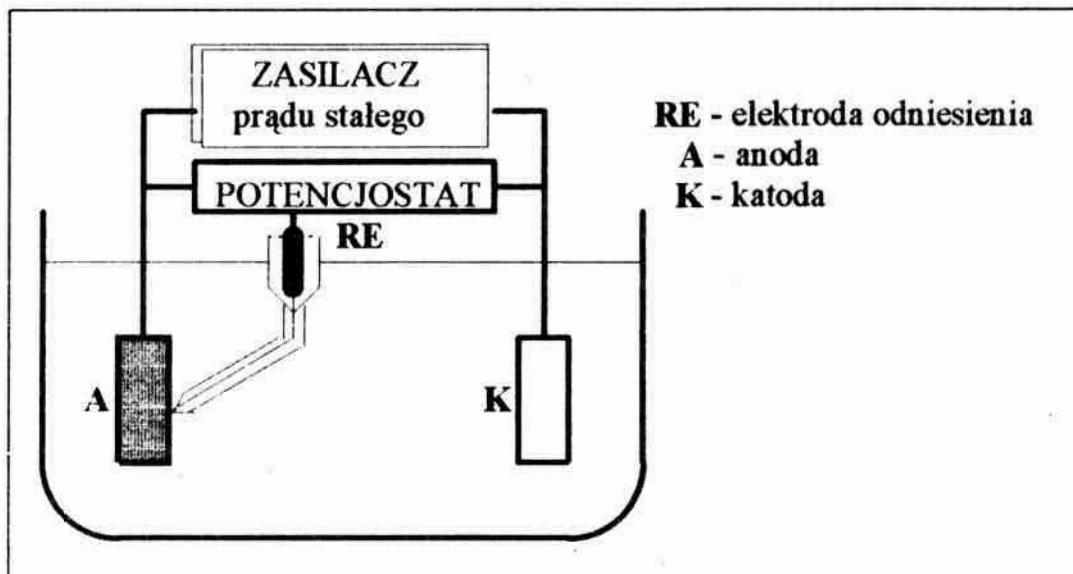 ZASILACZ
prądu stałego
POTENCJOSTAT
RE
A
K
RE - elektroda odniesienia
A - anoda
K - katoda